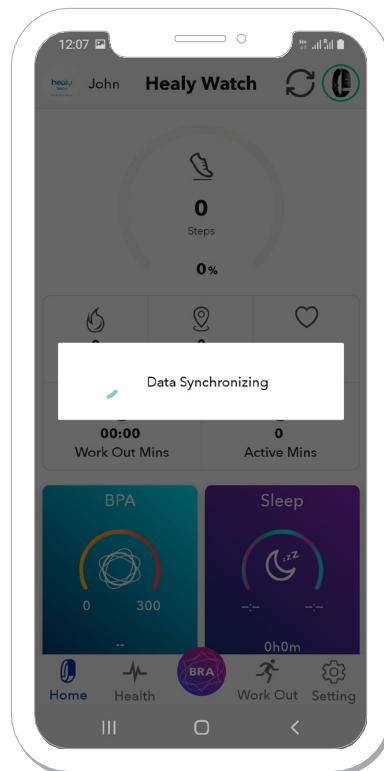 12:07
healy
John
Healy Watch
0
Steps
0%
Data Synchronizing
00:00
0
Work Out Mins
Active Mins
BPA
Sleep
zzz
0
300
--:--
--:--
--
0h0m
BRA
Home
Health
Work Out
Setting